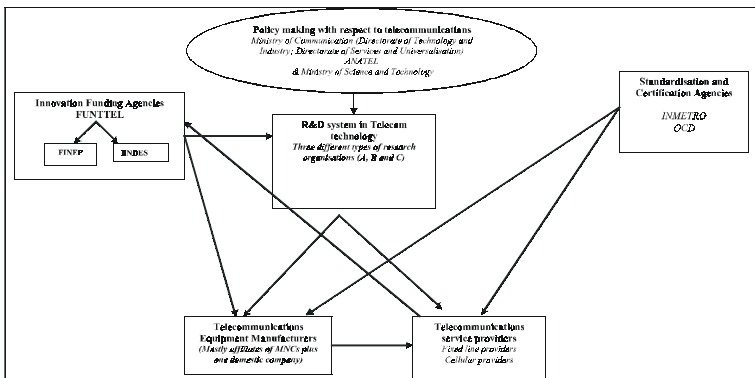 Policy making with respect to telecommunications
Ministry of Communication (Directorate of Technology and
Industry; Directorate of Services and Universalisation)
ANATEL
& Ministry of Science and Technology
Standardisation and
Certification Agencies
INMETRO
OCD
Innovation Funding Agencies
FUNTTEL
FINEP
BNDES
R&D system in Telecom
technology
Three different types of research
organisations (A, B and C)
Telecommunications
Equipment Manufacturers
(Mostly affiliates of MNCs plus
one domestic company)
Telecommunications
service providers
Fixed line providers
Cellular providers